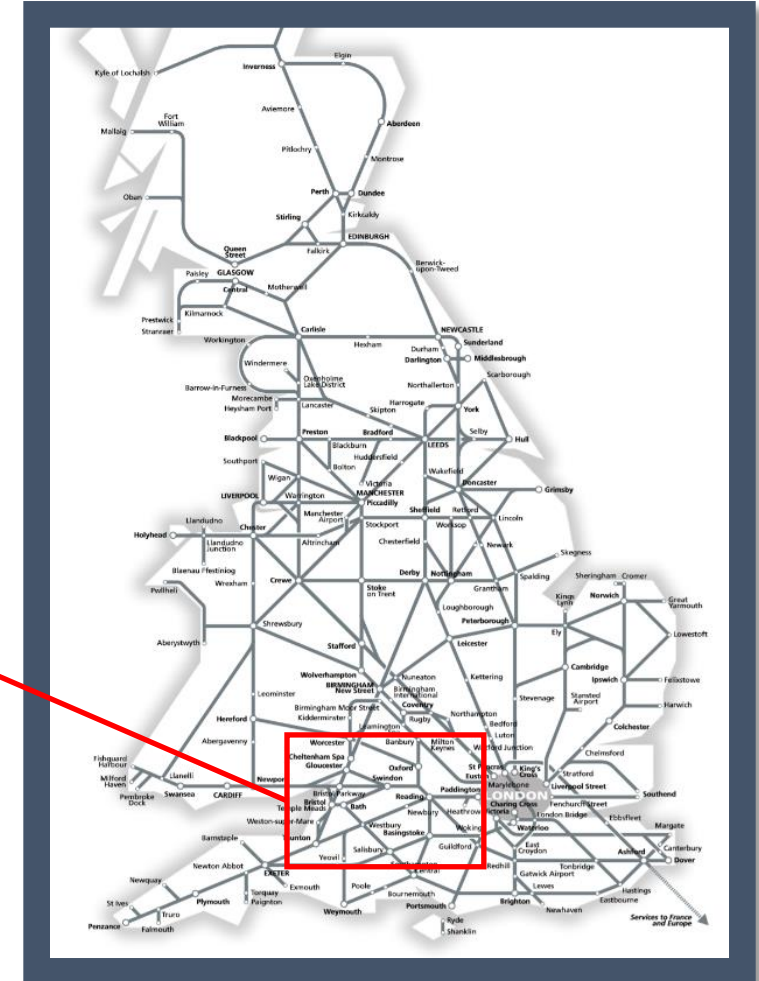 Elgin
Inverness
Kyle of Lochalsh
Aviemore
Fort
William
Mallaig
Aberdeen
Pitlochry
Montrose
Perth
Dundee
Oban
Stirling
Kirkcaldy
EDINBURGH
Queen
Street
Falkirk
Berwick-
upon-Tweed
Paisley
GLASGOW
Central
Motherwell
Prestwick
Kilmarnock
Stranraer
Carlisle
NEWCASTLE
Workington
Hexham
Sunderland
Durham
Darlington
Middlesbrough
Windermere
Scarborough
Oxenholme
Lake District
Northallerton
Barrow-in-Furness
Morecambe
Heysham Port
Lancaster
Harrogate
York
Skipton
Blackpool
Preston
Bradford
Selby
Blackburn
LEEDS
Hull
Huddersfield
Southport
Bolton
Wakefield
Wigan
Victoria
Doncaster
LIVERPOOL
Warrington
MANCHESTER
Piccadilly
Grimsby
Manchester
Airport
Sheffield
Retford
Llandudno
Stockport
Worksop
Lincoln
Holyhead
Chester
Llandudno
Junction
Altrincham
Chesterfield
Newark
Skegness
Blaenau Ffestiniog
Derby
Nottingham
Spalding
Sheringham
Cromer
Pwllheli
Wrexham
Crewe
Stoke
on Trent
Grantham
Kings
Lynn
Norwich
Great
Yarmouth
Loughborough
Peterborough
Shrewsbury
Ely
Lowestoft
Aberystwyth
Stafford
Leicester
Cambridge
Wolverhampton
Nuneaton
Kettering
Ipswich
Felixstowe
BIRMINGHAM
New Street
Birmingham
International
Stansted
Airport
Leominster
Coventry
Stevenage
Harwich
Birmingham Moor Street
Kidderminster
Rugby
Northampton
Hereford
Leamington
Bedford
Colchester
Abergavenny
Worcester
Banbury
Milton
Keynes
Luton
Watford Junction
Chelmsford
Fishguard
Harbour
Cheltenham Spa
Gloucester
Oxford
St Pancras
King's
Cross
Stratford
Milford
Haven
Llanelli
Newport
Swindon
Euston
Marylebone
Liverpool Street
Pembroke
Dock
Swansea
CARDIFF
Bristol Parkway
Reading
Paddington
LONDON
Southend
Bristol
Temple Meads
Bath
Newbury
Heathrow
Victoria
Charing Cross
Fenchurch Street
Weston-super-Mare
Westbury
London Bridge
Ebbsfleet
Basingstoke
Woking
Waterloo
Margate
Barnstaple
Taunton
Salisbury
Guildford
East
Croydon
Canterbury
Yeovil
Ashford
Dover
Newton Abbot
Southampton
Central
Redhill
Tonbridge
EXETER
Gatwick Airport
Newquay
Exmouth
Poole
Lewes
Hastings
Torquay
Paignton
Bournemouth
Eastbourne
St Ives
Plymouth
Weymouth
Portsmouth
Brighton
Newhaven
Truro
Ryde
Services to France
and Europe
Penzance
Falmouth
Shanklin